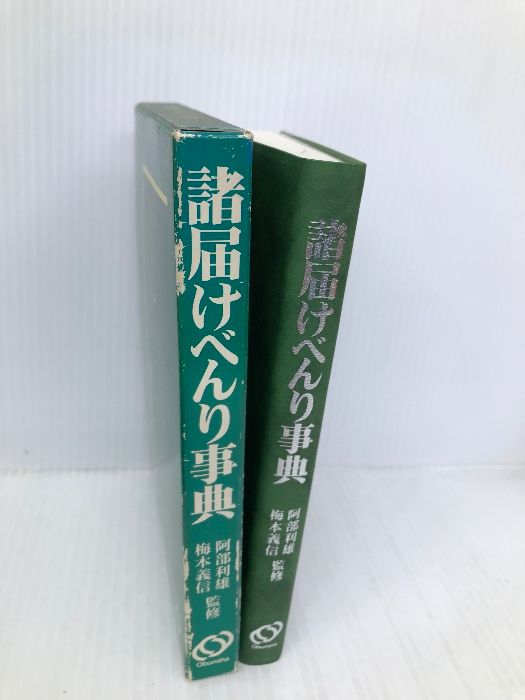 諸届けべんり事典
阿部利雄
梅本義信
監修
Obunsha
諸届けべんり事典
阿部利雄
梅本義信
監修
Obunsha